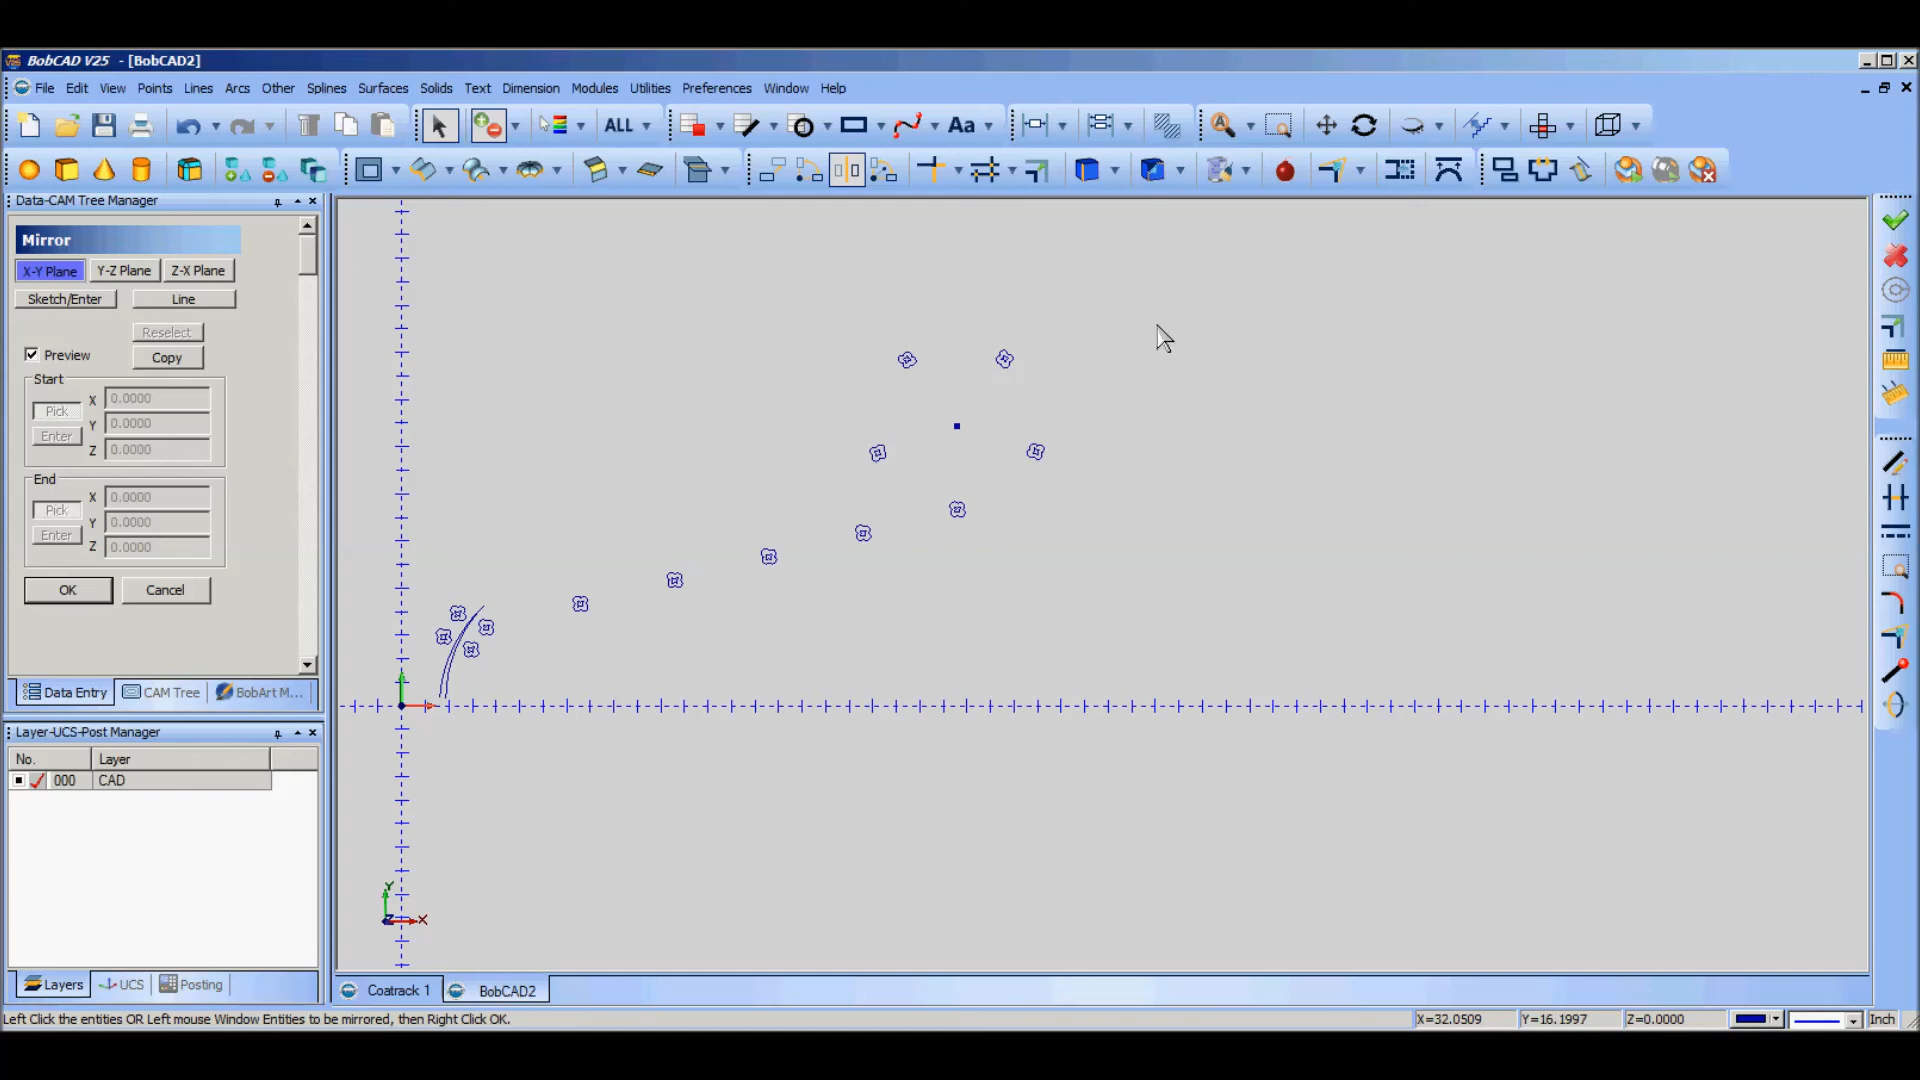 BobCAD V25 - [BobCAD2]
File Edit View Points Lines Arcs Other Splines Surfaces Solids Text Dimension Modules Utilities Preferences Window Help
ALL Aa
Data-CAM Tree Manager
Mirror
X-Y Plane Y-Z Plane Z-X Plane
Sketch/Enter Line
Reselect
Preview Copy
Start
Pick X 0.0000
Y 0.0000
Enter Z 0.0000
End
Pick X 0.0000
Y 0.0000
Enter Z 0.0000
OK Cancel
Data Entry CAM Tree BobArt M...
Layer-UCS-Post Manager
No. Layer
000 CAD
Y
Z X
Layers UCS Posting
Coatrack 1 BobCAD2
Left Click the entities OR Left mouse Window Entities to be mirrored, then Right Click OK.
X=32.0509 Y=16.1997 Z=0.0000 Inch